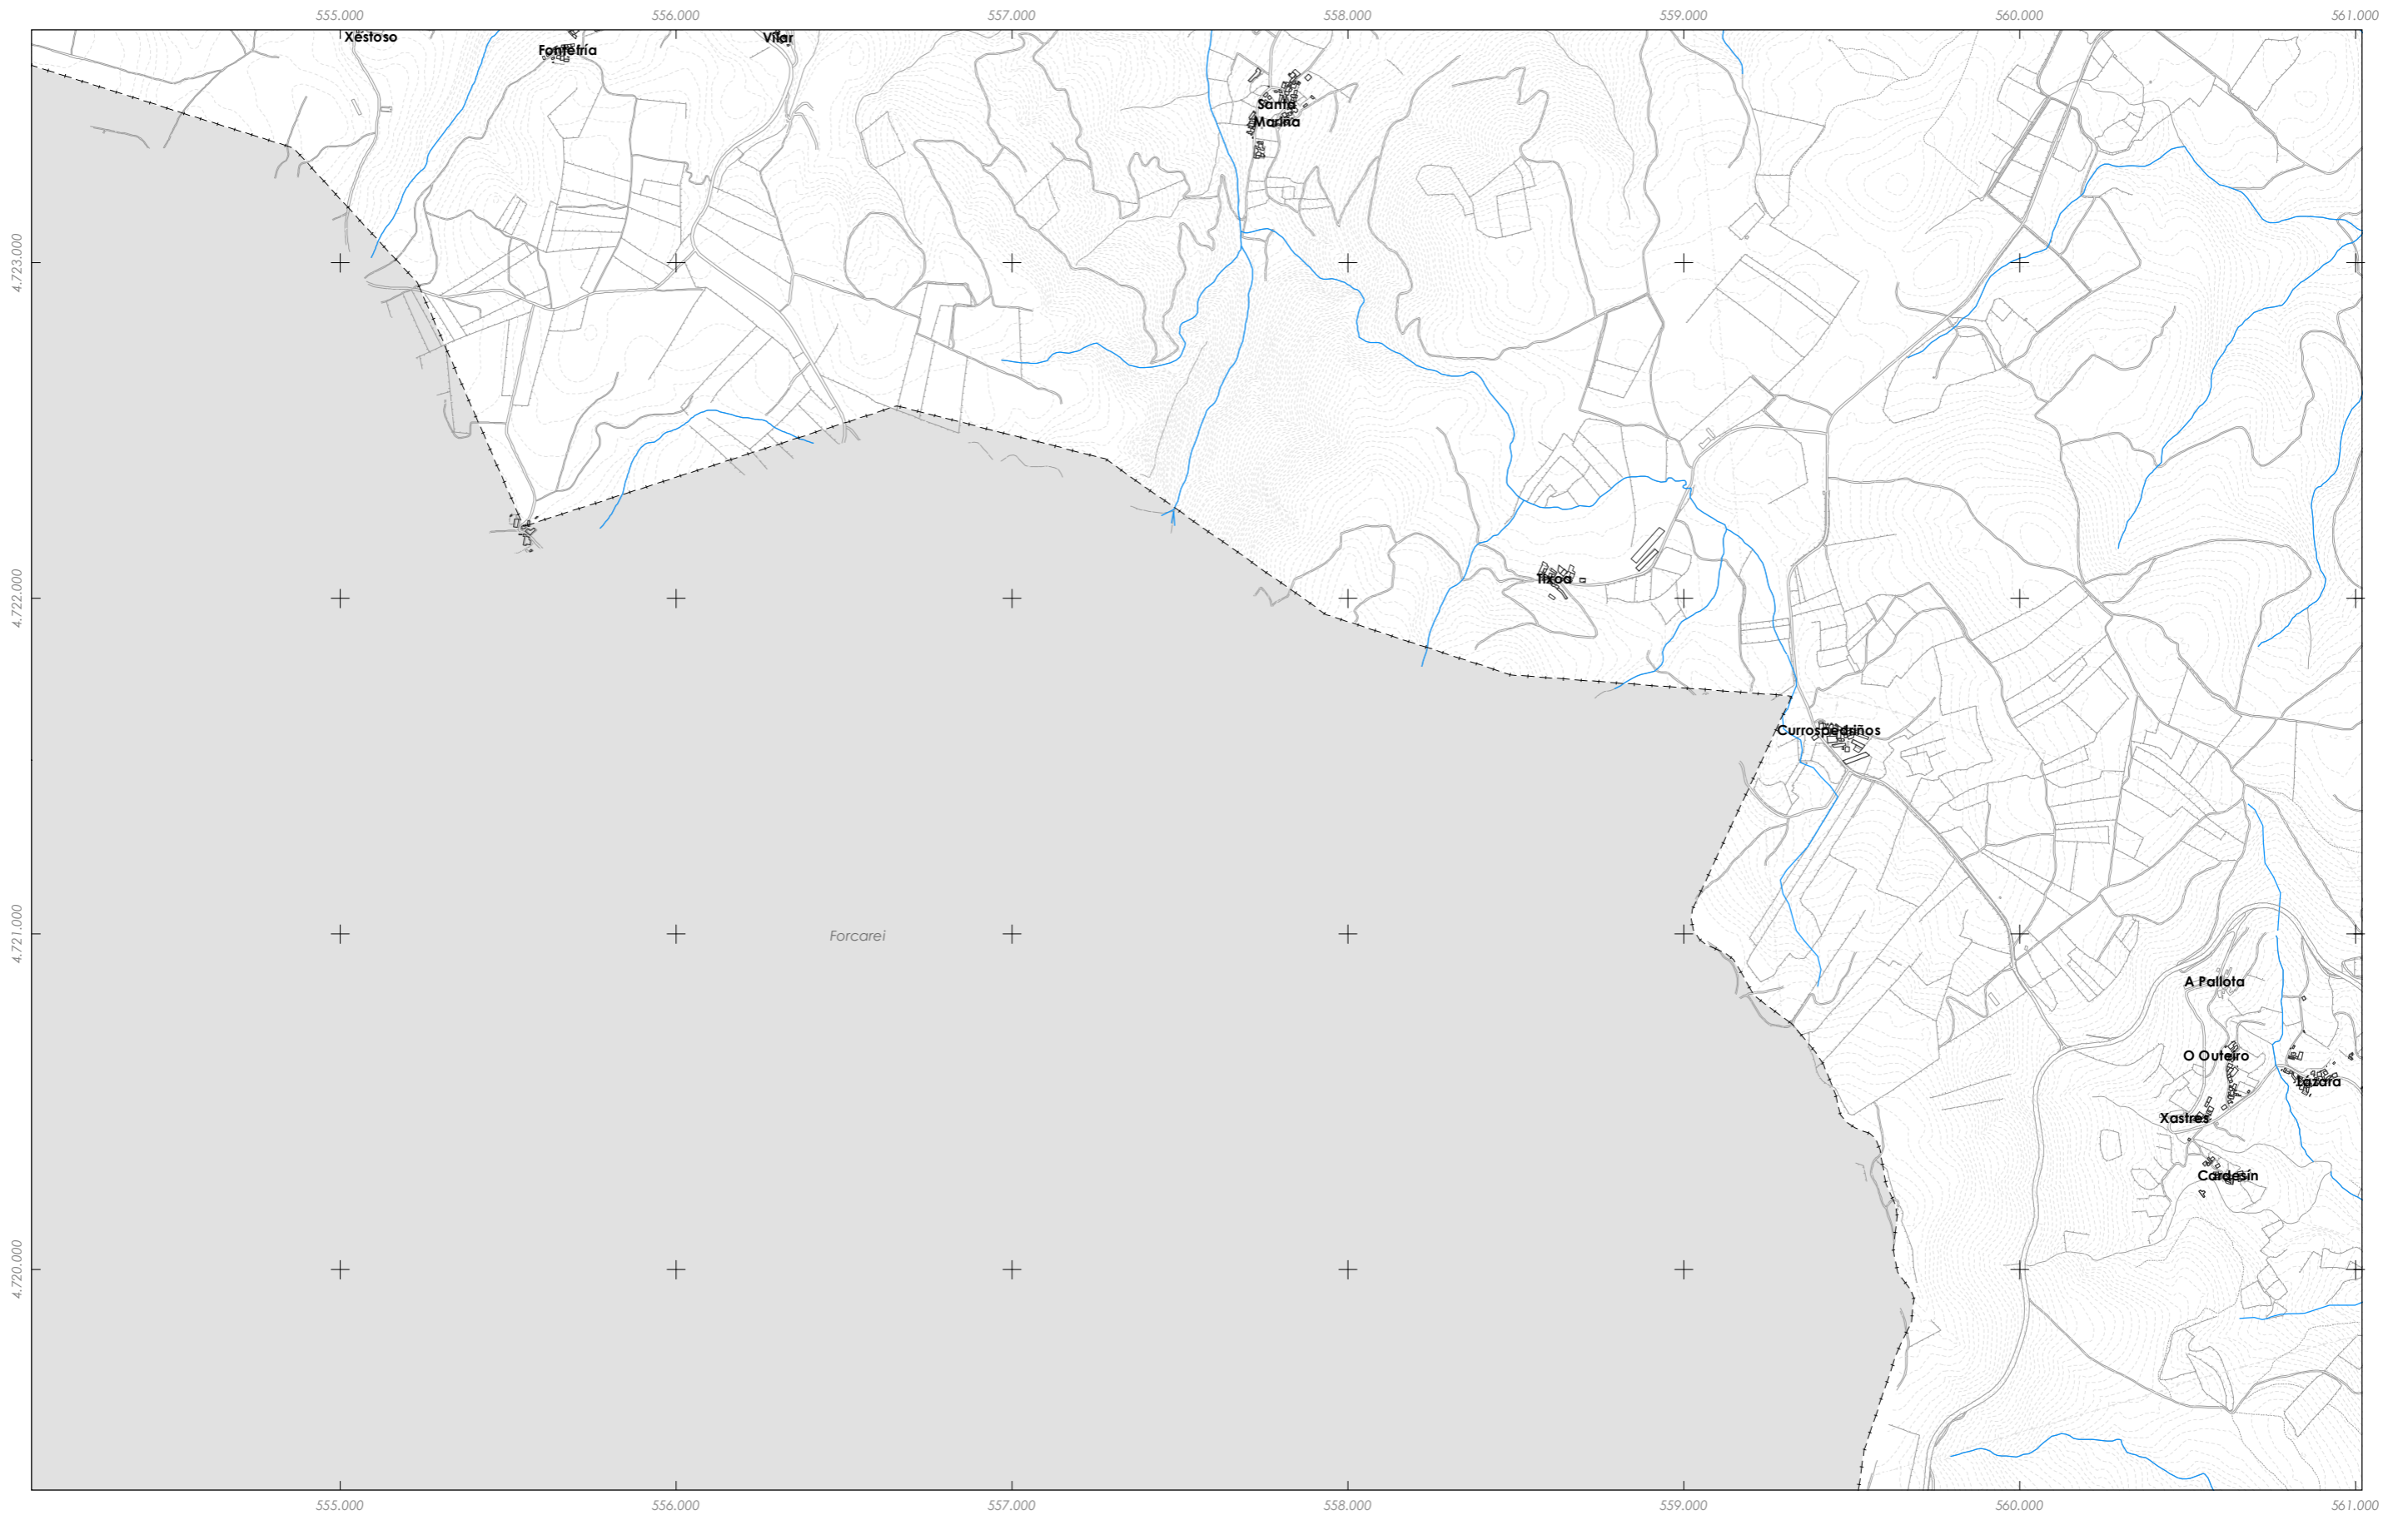 555.000 556.000 557.000 558.000 559.000 560.000 561.000
Xestoso
Fontefría
Vilar
Santa
Mariña
4.723.000
4.722.000
Tixoa
Currospedriños
4.721.000
Forcarei
A Pallota
O Outeiro
Lázara
Xastres
Cardesín
4.720.000
555.000 556.000 557.000 558.000 559.000 560.000 561.000